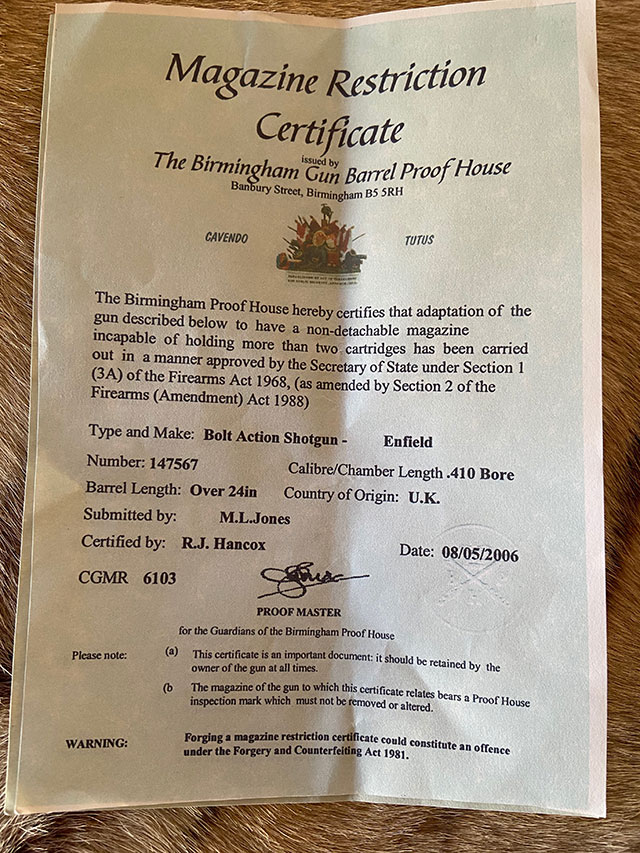 Magazine Restriction
Certificate
issued by
The Birmingham Gun Barrel Proof House
Banbury Street, Birmingham B5 5RH
CAVENDO TUTUS
The Birmingham Proof House hereby certifies that adaptation of the
gun described below to have a non-detachable magazine
incapable of holding more than two cartridges has been carried
out in a manner approved by the Secretary of State under Section 1
(3A) of the Firearms Act 1968, (as amended by Section 2 of the
Firearms (Amendment) Act 1988)
Type and Make: Bolt Action Shotgun - Enfield
Number: 147567 Calibre/Chamber Length .410 Bore
Barrel Length: Over 24in Country of Origin: U.K.
Submitted by: M.L.Jones
Certified by: R.J. Hancox Date: 08/05/2006
CGMR 6103
PROOF MASTER
for the Guardians of the Birmingham Proof House
Please note: (a) This certificate is an important document: it should be retained by the
owner of the gun at all times.
(b The magazine of the gun to which this certificate relates bears a Proof House
inspection mark which must not be removed or altered.
WARNING: Forging a magazine restriction certificate could constitute an offence
under the Forgery and Counterfeiting Act 1981.